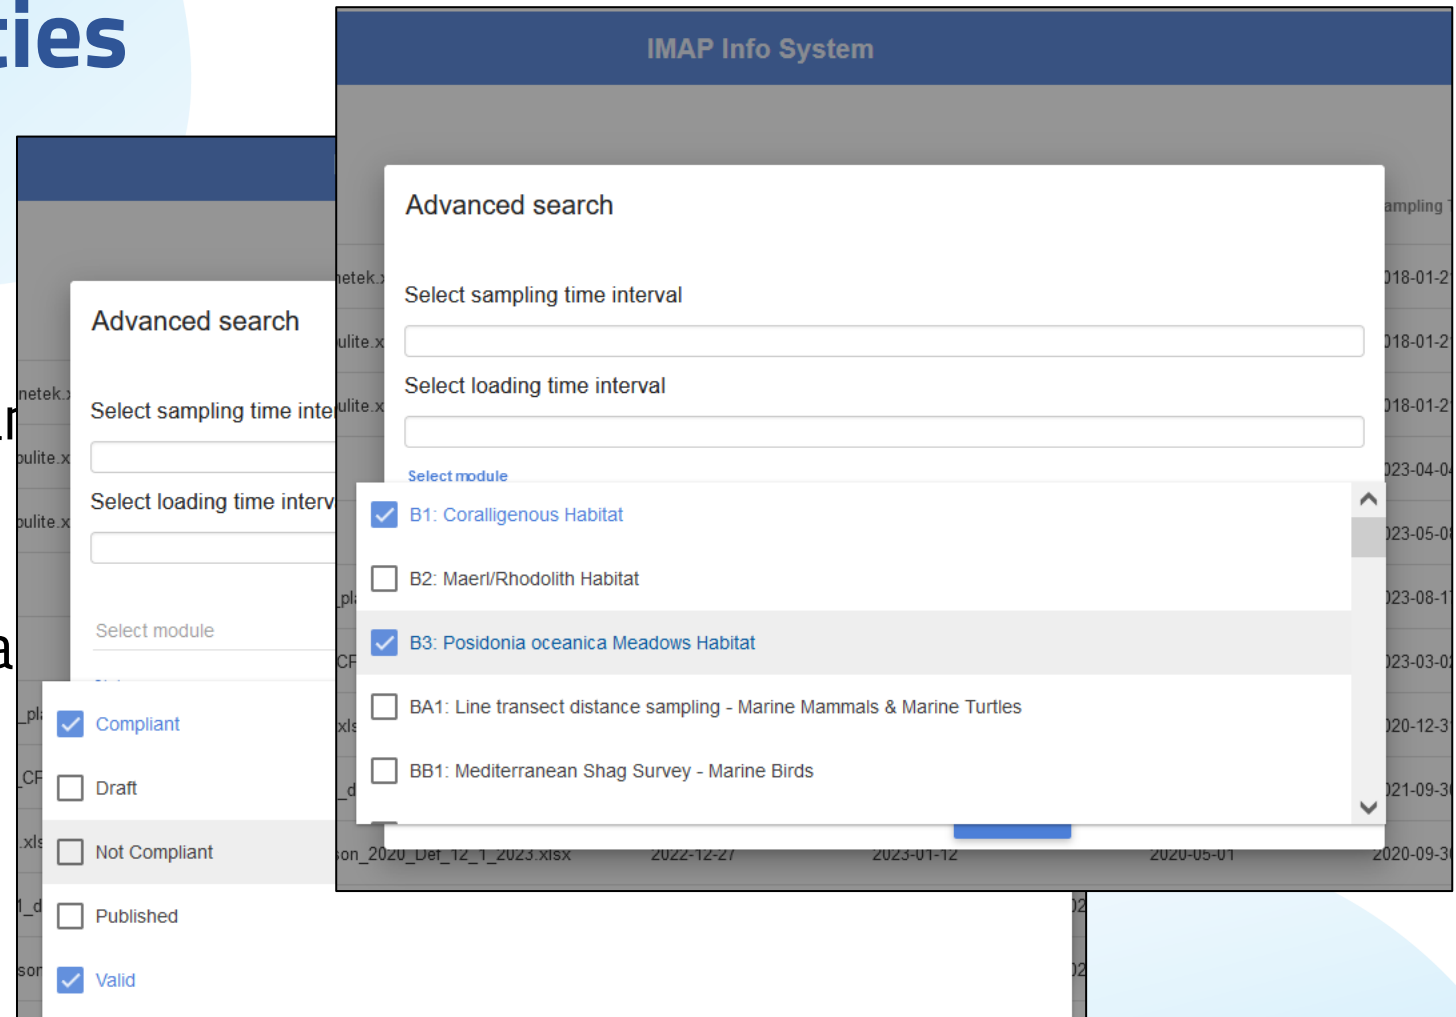 IMAP Info System
Advanced search
Select sampling time interval
Select loading time interval
Select module
B1: Coralligenous Habitat
B2: Maerl/Rhodolith Habitat
B3: Posidonia oceanica Meadows Habitat
BA1: Line transect distance sampling - Marine Mammals & Marine Turtles
BB1: Mediterranean Shag Survey - Marine Birds
son_2020_Def_12_1_2023.xlsx 2022-12-27 2023-01-12 2020-05-01
Advanced search
Select sampling time
Select loading time
Select module
Compliant
Draft
Not Compliant
Published
Valid